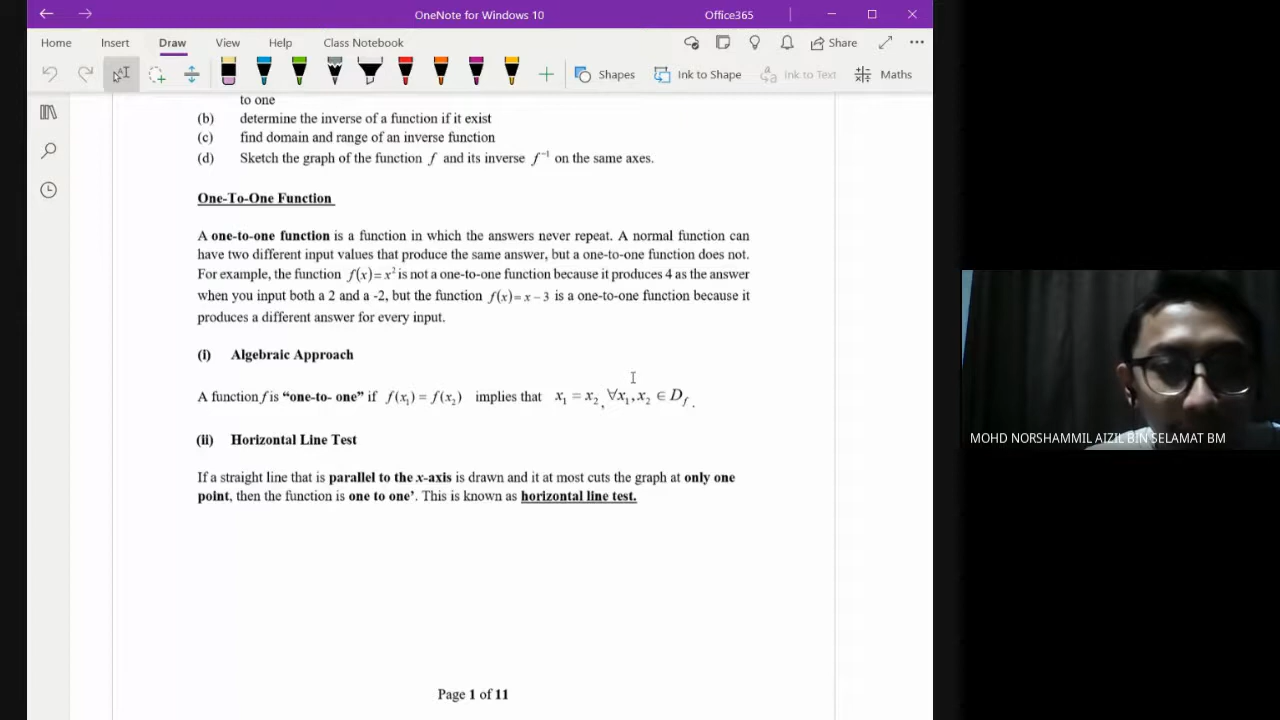 OneNote for Windows 10
Office365
Home Insert Draw View Help Class Notebook Share
Shapes Ink to Shape Ink to Text Maths
to one
(b) determine the inverse of a function if it exist
(c) find domain and range of an inverse function
(d) Sketch the graph of the function f and its inverse f⁻¹ on the same axes.
One-To-One Function
A one-to-one function is a function in which the answers never repeat. A normal function can
have two different input values that produce the same answer, but a one-to-one function does not.
For example, the function f(x)=x² is not a one-to-one function because it produces 4 as the answer
when you input both a 2 and a -2, but the function f(x)=x−3 is a one-to-one function because it
produces a different answer for every input.
(i) Algebraic Approach
A function f is “one-to- one” if f(x₁) = f(x₂) implies that x₁ = x₂, ∀x₁, x₂ ∈ D_f.
(ii) Horizontal Line Test
If a straight line that is parallel to the x-axis is drawn and it at most cuts the graph at only one
point, then the function is one to one’. This is known as horizontal line test.
Page 1 of 11
MOHD NORSHAMMIL AIZIL BIN SELAMAT BM